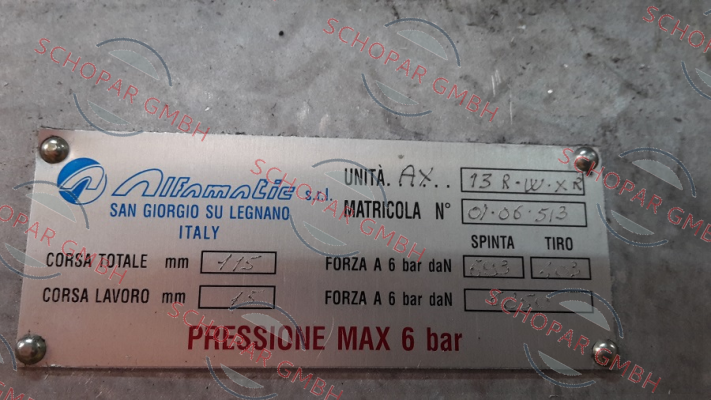 Alfamatic s.r.l.
SAN GIORGIO SU LEGNANO
ITALY
UNITÀ. AX.. 13 R-W-X
MATRICOLA N° 01-06-513
SPINTA TIRO
CORSA TOTALE mm 115 FORZA A 6 bar daN
CORSA LAVORO mm 15 FORZA A 6 bar daN
PRESSIONE MAX 6 bar
SCHOPAR GMBH